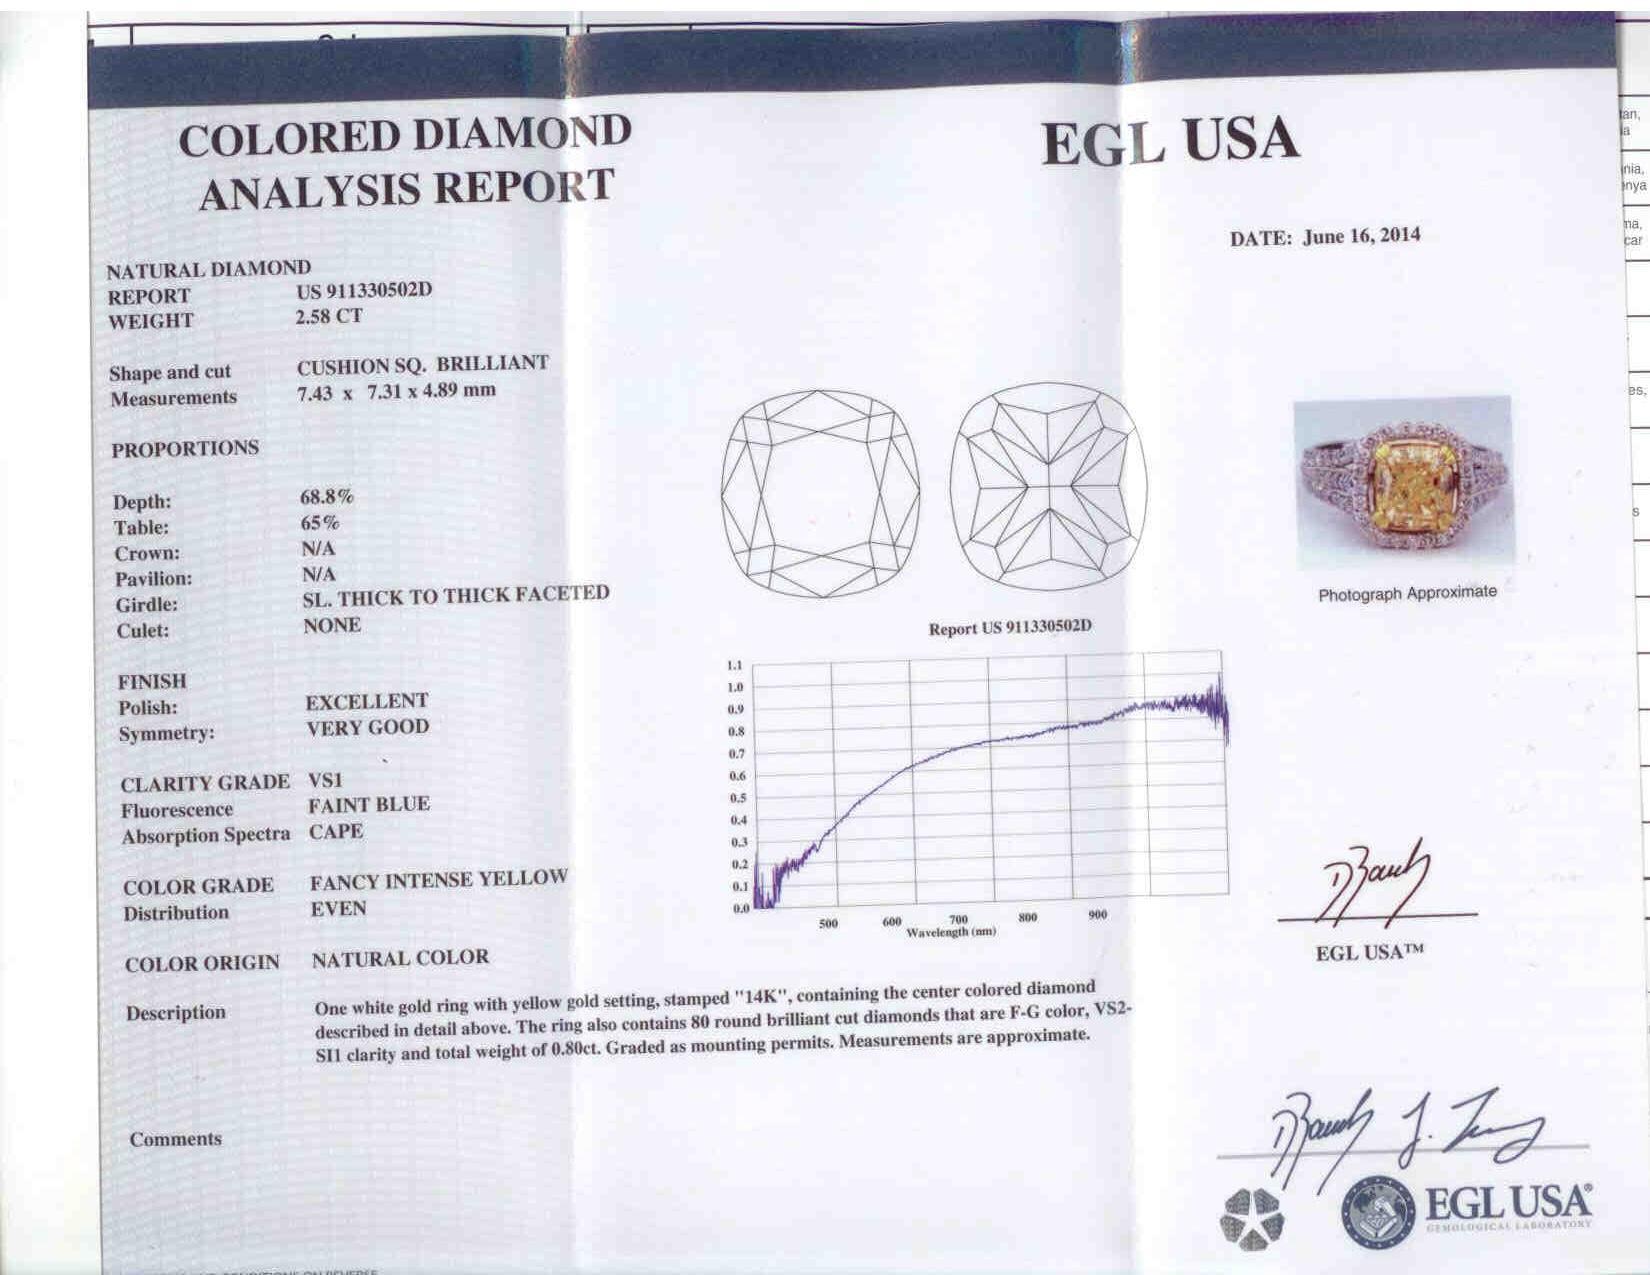 COLORED DIAMOND
ANALYSIS REPORT
EGL USA
DATE: June 16, 2014
NATURAL DIAMOND
REPORT US 911330502D
WEIGHT 2.58 CT
Shape and cut CUSHION SQ. BRILLIANT
Measurements 7.43 x 7.31 x 4.89 mm
PROPORTIONS
Depth: 68.8%
Table: 65%
Crown: N/A
Pavilion: N/A
Girdle: SL. THICK TO THICK FACETED
Culet: NONE
FINISH
Polish: EXCELLENT
Symmetry: VERY GOOD
CLARITY GRADE VS1
Fluorescence FAINT BLUE
Absorption Spectra CAPE
COLOR GRADE FANCY INTENSE YELLOW
Distribution EVEN
COLOR ORIGIN NATURAL COLOR
Description One white gold ring with yellow gold setting, stamped "14K", containing the center colored diamond
described in detail above. The ring also contains 80 round brilliant cut diamonds that are F-G color, VS2-
SI1 clarity and total weight of 0.80ct. Graded as mounting permits. Measurements are approximate.
Comments
Report US 911330502D
1.1
1.0
0.9
0.8
0.7
0.6
0.5
0.4
0.3
0.2
0.1
0.0
500 600 700 800 900
Wavelength (nm)
Photograph Approximate
EGL USA™
EGL USA®
GEMOLOGICAL LABORATORY
an,
a
nia,
nya
na,
car
es,
s